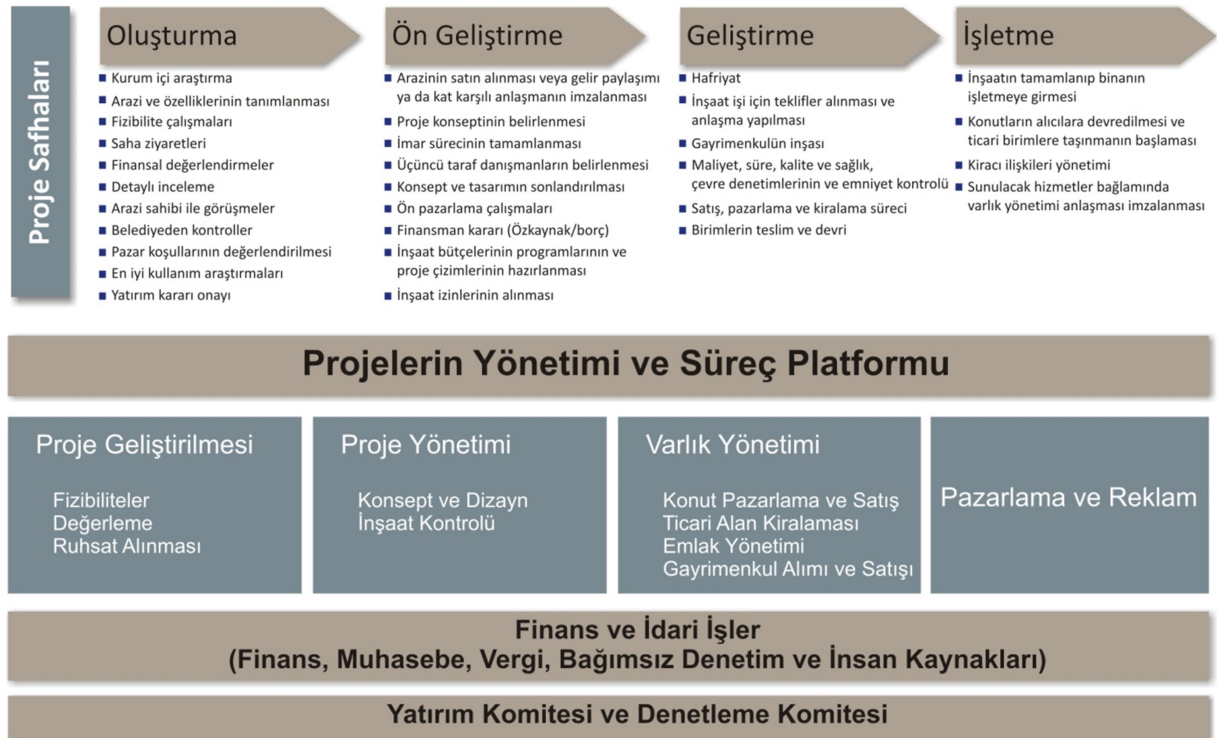 Proje Safhaları
Oluşturma
Kurum içi araştırma
Arazi ve özelliklerinin tanımlanması
Fizibilite çalışmaları
Saha ziyaretleri
Finansal değerlendirmeler
Detaylı inceleme
Arazi sahibi ile görüşmeler
Belediyeden kontroller
Pazar koşullarının değerlendirilmesi
En iyi kullanım araştırmaları
Yatırım kararı onayı
Ön Geliştirme
Arazinin satın alınması veya gelir paylaşımı
ya da kat karşılı anlaşmanın imzalanması
Proje konseptinin belirlenmesi
İmar sürecinin tamamlanması
Üçüncü taraf danışmanların belirlenmesi
Konsept ve tasarımın sonlandırılması
Ön pazarlama çalışmaları
Finansman kararı (Özkaynak/borç)
İnşaat bütçelerinin programlarının ve
proje çizimlerinin hazırlanması
İnşaat izinlerinin alınması
Geliştirme
Hafriyat
İnşaat işi için teklifler alınması ve
anlaşma yapılması
Gayrimenkulün inşası
Maliyet, süre, kalite ve sağlık,
çevre denetimlerinin ve emniyet kontrolü
Satış, pazarlama ve kiralama süreci
Birimlerin teslim ve devri
İşletme
İnşaatın tamamlanıp binanın
işletmeye girmesi
Konutların alıcılara devredilmesi ve
ticari birimlere taşınmanın başlaması
Kiracı ilişkileri yönetimi
Sunulacak hizmetler bağlamında
varlık yönetimi anlaşması imzalanması
Projelerin Yönetimi ve Süreç Platformu
Proje Geliştirilmesi
Fizibiliteler
Değerleme
Ruhsat Alınması
Proje Yönetimi
Konsept ve Dizayn
İnşaat Kontrolü
Varlık Yönetimi
Konut Pazarlama ve Satış
Ticari Alan Kiralaması
Emlak Yönetimi
Gayrimenkul Alımı ve Satışı
Pazarlama ve Reklam
Finans ve İdari İşler
(Finans, Muhasebe, Vergi, Bağımsız Denetim ve İnsan Kaynakları)
Yatırım Komitesi ve Denetleme Komitesi